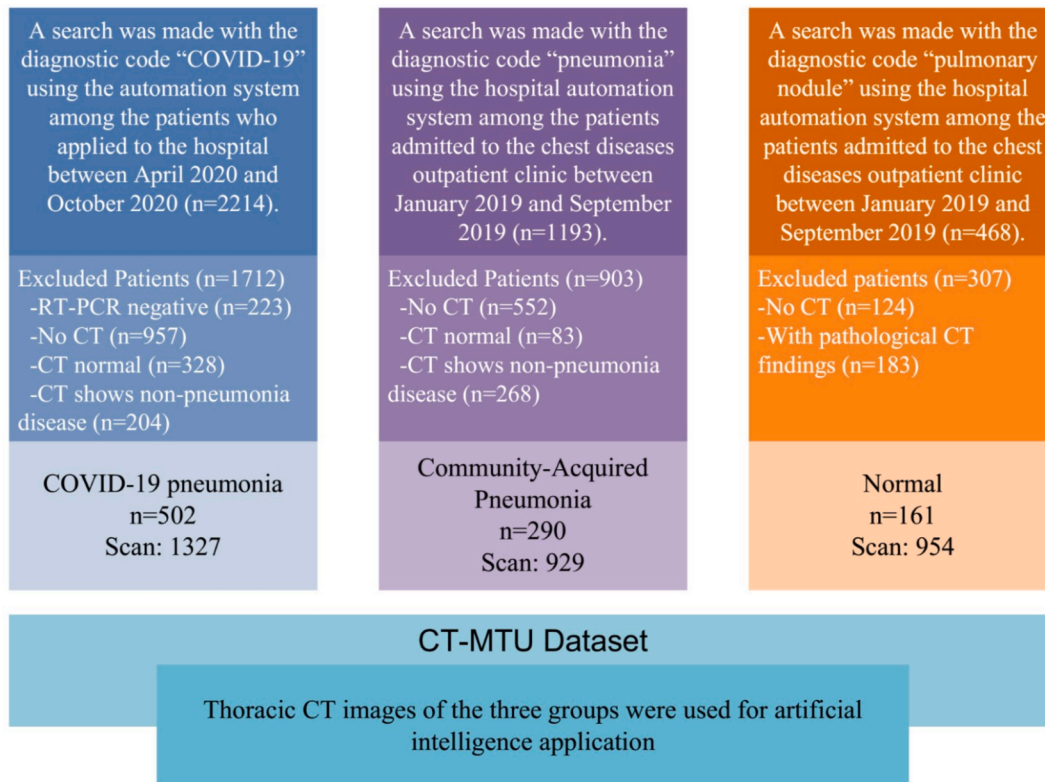 A search was made with the
diagnostic code “COVID-19”
using the automation system
among the patients who
applied to the hospital
between April 2020 and
October 2020 (n=2214).
Excluded Patients (n=1712)
-RT-PCR negative (n=223)
-No CT (n=957)
-CT normal (n=328)
-CT shows non-pneumonia
disease (n=204)
COVID-19 pneumonia
n=502
Scan: 1327
A search was made with the
diagnostic code “pneumonia”
using the hospital automation
system among the patients
admitted to the chest diseases
outpatient clinic between
January 2019 and September
2019 (n=1193).
Excluded Patients (n=903)
-No CT (n=552)
-CT normal (n=83)
-CT shows non-pneumonia
disease (n=268)
Community-Acquired
Pneumonia
n=290
Scan: 929
A search was made with the
diagnostic code “pulmonary
nodule” using the hospital
automation system among the
patients admitted to the chest
diseases outpatient clinic
between January 2019 and
September 2019 (n=468).
Excluded patients (n=307)
-No CT (n=124)
-With pathological CT
findings (n=183)
Normal
n=161
Scan: 954
CT-MTU Dataset
Thoracic CT images of the three groups were used for artificial
intelligence application